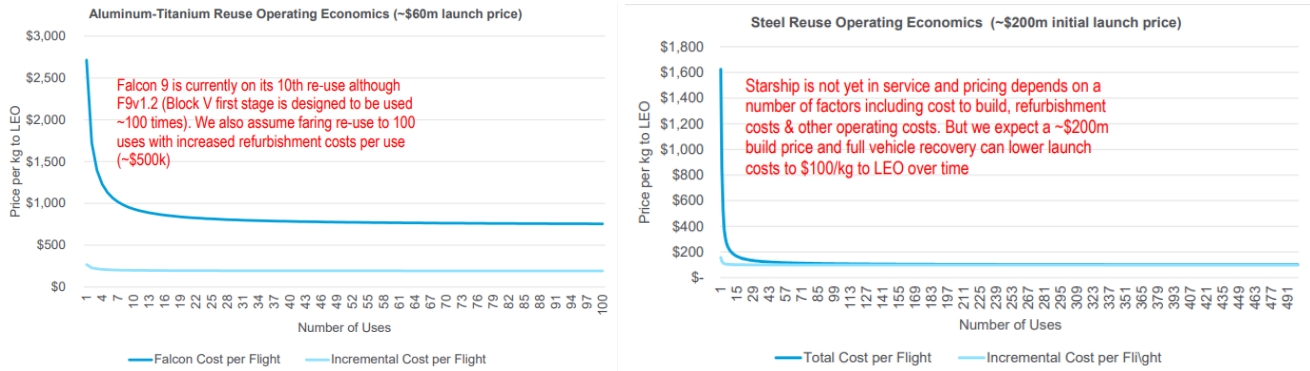 Aluminum-Titanium Reuse Operating Economics (~$60m launch price)
$3,000
$2,500
$2,000
$1,500
$1,000
$500
$0
Price per kg to LEO
Falcon 9 is currently on its 10th re-use although
F9v1.2 (Block V first stage is designed to be used
~100 times). We also assume faring re-use to 100
uses with increased refurbishment costs per use
(~$500k)
1 4 7 10 13 16 19 22 25 28 31 34 37 40 43 46 49 52 55 58 61 64 67 70 73 76 79 82 85 88 91 94 97 100
Number of Uses
Falcon Cost per Flight
Incremental Cost per Flight
Steel Reuse Operating Economics (~$200m initial launch price)
$1,800
$1,600
$1,400
$1,200
$1,000
$800
$600
$400
$200
$-
Price per kg to LEO
Starship is not yet in service and pricing depends on a
number of factors including cost to build, refurbishment
costs & other operating costs. But we expect a ~$200m
build price and full vehicle recovery can lower launch
costs to $100/kg to LEO over time
1 15 29 43 57 71 85 99 113 127 141 155 169 183 197 211 225 239 253 267 281 295 309 323 337 351 365 379 393 407 421 435 449 463 477 491
Number of Uses
Total Cost per Flight
Incremental Cost per Fli\ght